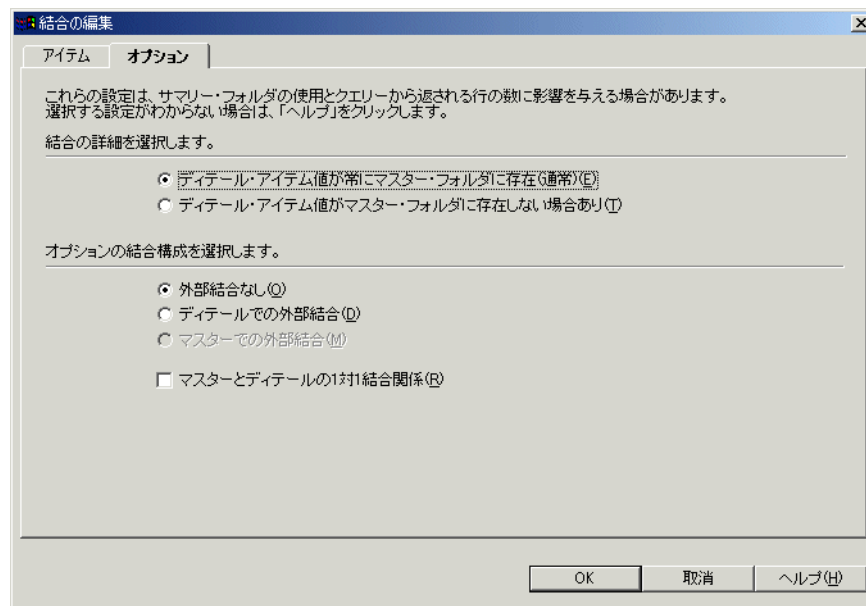 結合の編集
アイテム
オプション
これらの設定は、サマリー・フォルダの使用とクエリーから返される行の数に影響を与える場合があります。
選択する設定がわからない場合は、「ヘルプ」をクリックします。
結合の詳細を選択します。
ディテール・アイテム値が常にマスター・フォルダに存在(通常)(E)
ディテール・アイテム値がマスター・フォルダに存在しない場合あり(T)
オプションの結合構成を選択します。
外部結合なし(O)
ディテールでの外部結合(D)
マスターでの外部結合(M)
マスターとディテールの1対1結合関係(R)
OK
取消
ヘルプ(H)